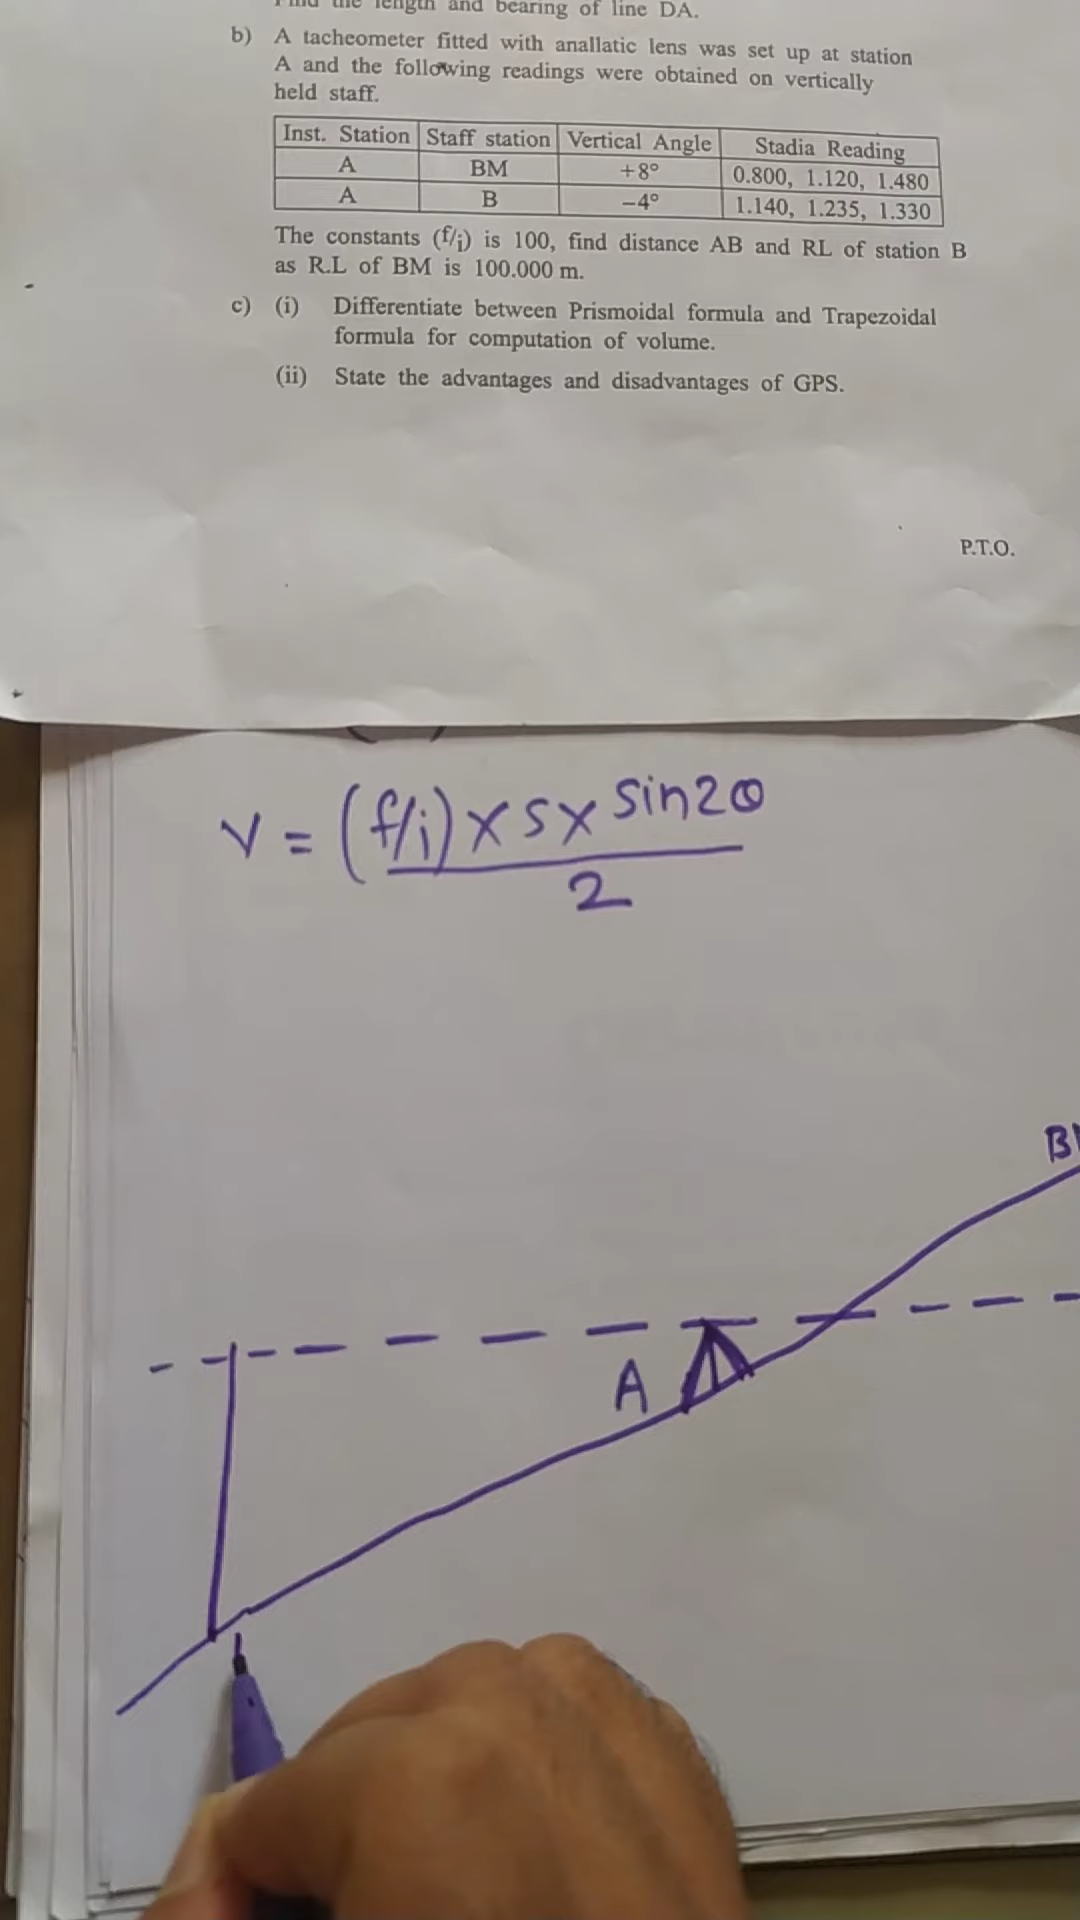 Find the length and bearing of line DA.
b) A tacheometer fitted with anallatic lens was set up at station
A and the following readings were obtained on vertically
held staff.
Inst. Station Staff station Vertical Angle Stadia Reading
A BM +8° 0.800, 1.120, 1.480
A B −4° 1.140, 1.235, 1.330
The constants (f/i) is 100, find distance AB and RL of station B
as R.L of BM is 100.000 m.
c) (i) Differentiate between Prismoidal formula and Trapezoidal
formula for computation of volume.
(ii) State the advantages and disadvantages of GPS.
P.T.O.
V = (f/i) × S × sin2θ
2
A